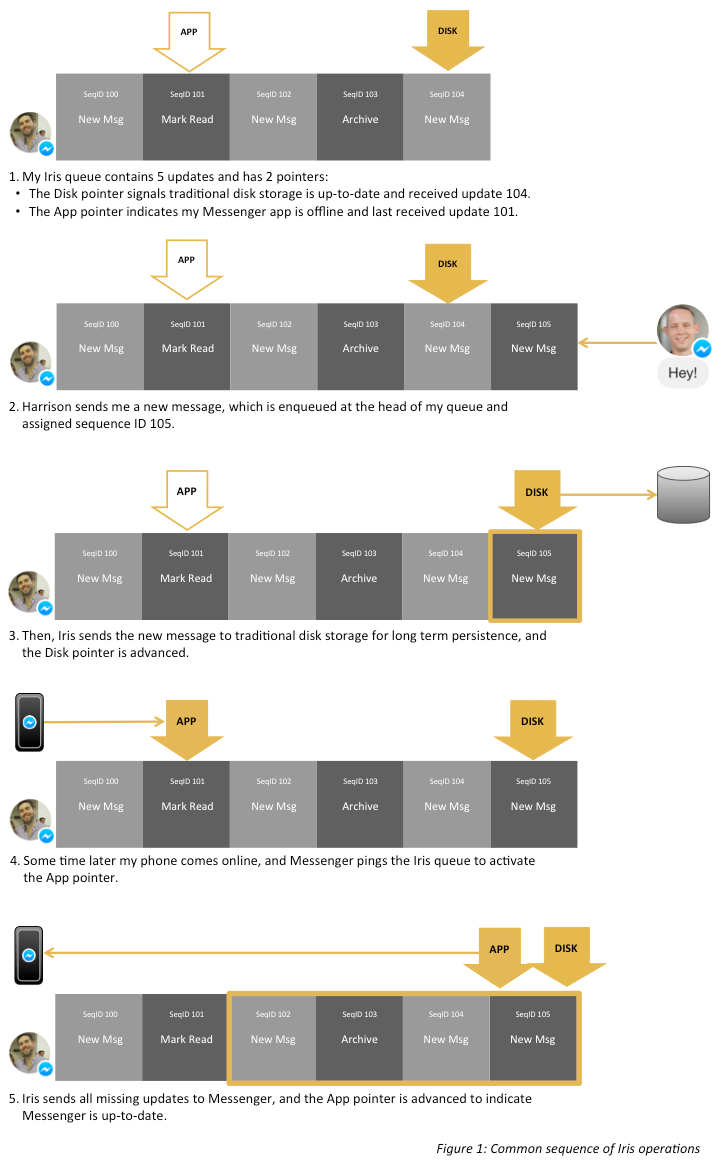 APP
DISK
SeqID 100
SeqID 101
SeqID 102
SeqID 103
SeqID 104
New Msg
Mark Read
New Msg
Archive
New Msg
1. My Iris queue contains 5 updates and has 2 pointers:
• The Disk pointer signals traditional disk storage is up-to-date and received update 104.
• The App pointer indicates my Messenger app is offline and last received update 101.
APP
DISK
SeqID 100
SeqID 101
SeqID 102
SeqID 103
SeqID 104
SeqID 105
New Msg
Mark Read
New Msg
Archive
New Msg
New Msg
Hey!
2. Harrison sends me a new message, which is enqueued at the head of my queue and
assigned sequence ID 105.
APP
DISK
SeqID 100
SeqID 101
SeqID 102
SeqID 103
SeqID 104
SeqID 105
New Msg
Mark Read
New Msg
Archive
New Msg
New Msg
3. Then, Iris sends the new message to traditional disk storage for long term persistence, and
the Disk pointer is advanced.
APP
DISK
SeqID 100
SeqID 101
SeqID 102
SeqID 103
SeqID 104
SeqID 105
New Msg
Mark Read
New Msg
Archive
New Msg
New Msg
4. Some time later my phone comes online, and Messenger pings the Iris queue to activate
the App pointer.
APP
DISK
SeqID 100
SeqID 101
SeqID 102
SeqID 103
SeqID 104
SeqID 105
New Msg
Mark Read
New Msg
Archive
New Msg
New Msg
5. Iris sends all missing updates to Messenger, and the App pointer is advanced to indicate
Messenger is up-to-date.
Figure 1: Common sequence of Iris operations